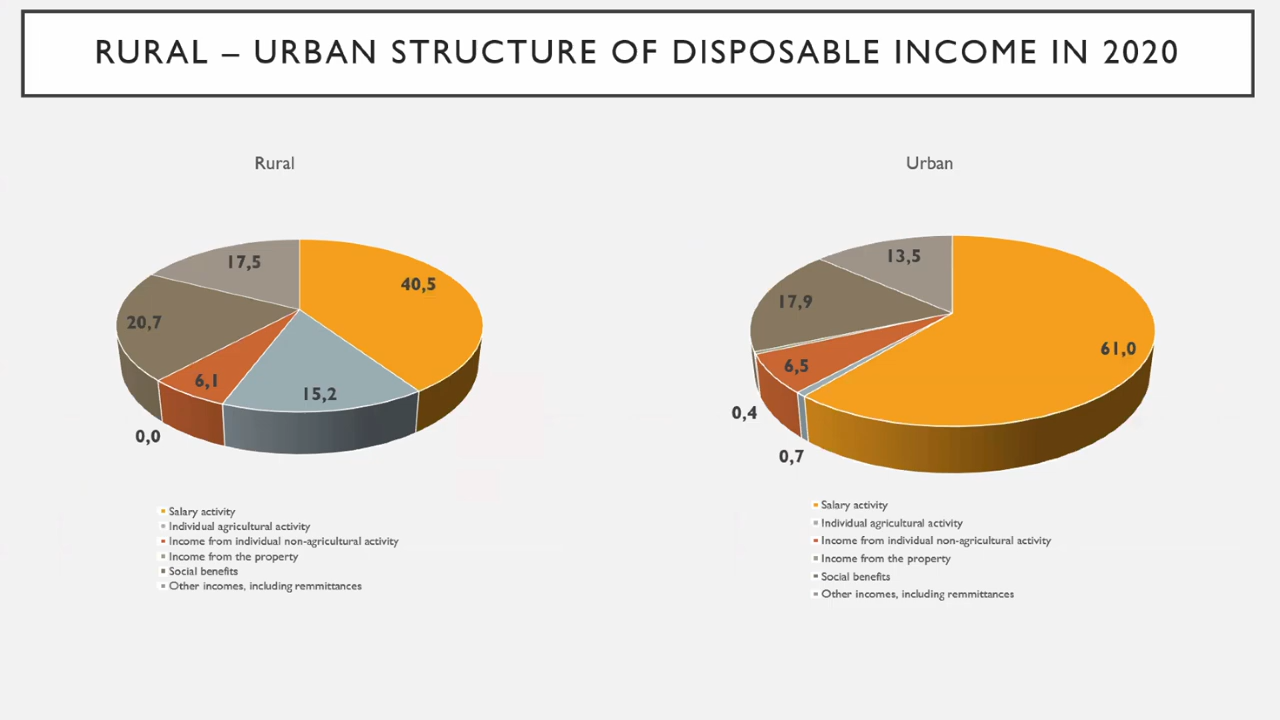 RURAL – URBAN STRUCTURE OF DISPOSABLE INCOME IN 2020
Rural
17,5
40,5
20,7
6,1
15,2
0,0
Salary activity
Individual agricultural activity
Income from individual non-agricultural activity
Income from the property
Social benefits
Other incomes, including remmittances
Urban
13,5
17,9
61,0
6,5
0,4
0,7
Salary activity
Individual agricultural activity
Income from individual non-agricultural activity
Income from the property
Social benefits
Other incomes, including remmittances